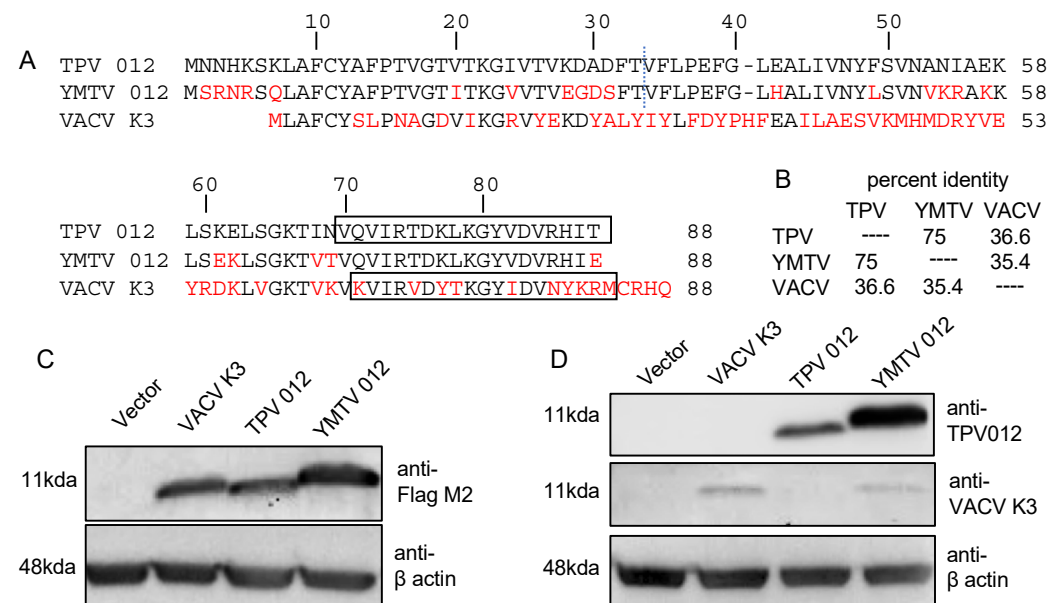 A
10 20 30 40 50
TPV 012 MNNHKSKLAFCYAFPTVGTVTKGIVTVKDADFTVFLPEFG-LEALIVNYFSVNANIAEK 58
YMTV 012 MSRNRSQLAFCYAFPTVGTITKGVVTVEGDSFTVFLPEFG-LHALIVNYLSVNVKRAKK 58
VACV K3 MLAFCYSLPNAGDVIKGRVYEKDYALYIYLFDYPHFEAILAESVKMHMDRYVE 53
60 70 80
TPV 012 LSKELSGKTINVQVIRTDKLKGYVDVRHIT 88
YMTV 012 LSEKLSGKTVTVQVIRTDKLKGYVDVRHIE 88
VACV K3 YRDKLVGKTVKVKVIRVDYTKGYIDVNYKRMCRHQ 88
B percent identity
TPV YMTV VACV
TPV ---- 75 36.6
YMTV 75 ---- 35.4
VACV 36.6 35.4 ----
C
Vector VACV K3 TPV 012 YMTV 012
11kda anti-
Flag M2
48kda anti-
β actin
D
Vector VACV K3 TPV 012 YMTV 012
11kda anti-
TPV012
11kda anti-
VACV K3
48kda anti-
β actin